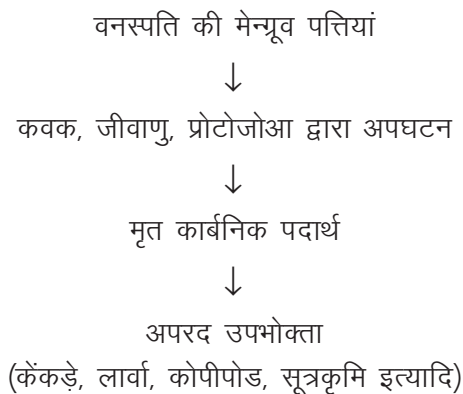 वनस्पति की मेन्ग्रूव पत्तियां
↓
कवक, जीवाणु, प्रोटोजोआ द्वारा अपघटन
↓
मृत कार्बनिक पदार्थ
↓
अपरद उपभोक्ता
(केंकड़े, लार्वा, कोपीपोड, सूत्रकृमि इत्यादि)